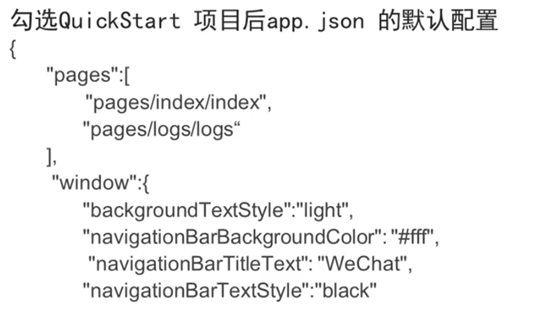 勾选QuickStart 项目后app.json 的默认配置
{
"pages":[
"pages/index/index",
"pages/logs/logs“
],
"window":{
"backgroundTextStyle":"light",
"navigationBarBackgroundColor": "#fff",
"navigationBarTitleText": "WeChat",
"navigationBarTextStyle":"black"